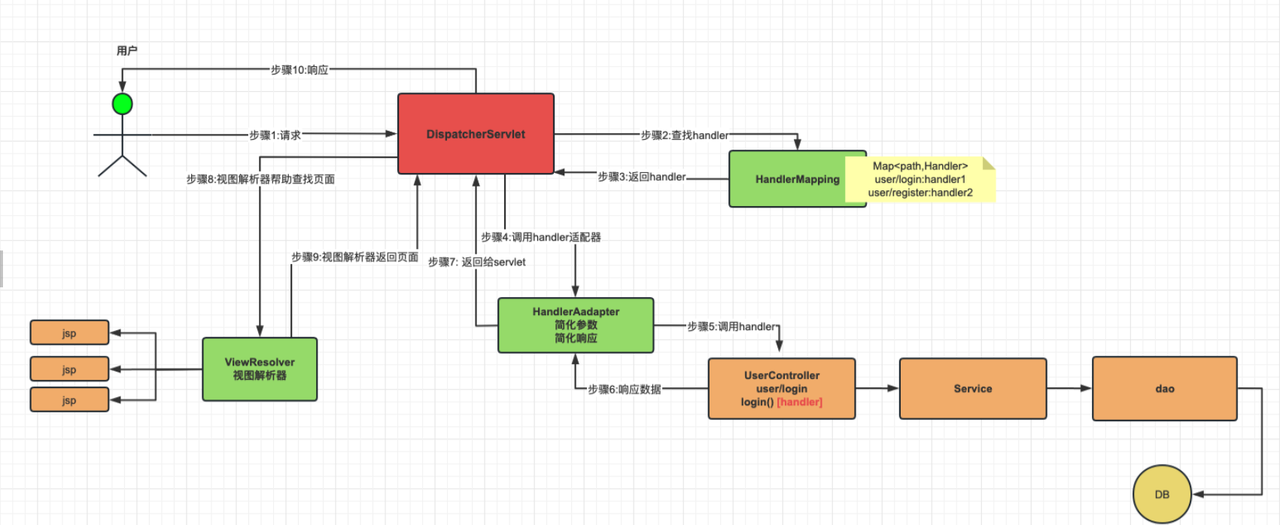 用户
步骤10:响应
步骤1:请求
DispatcherServlet
步骤2:查找handler
步骤3:返回handler
HandlerMapping
Map<path,Handler>
user/login:handler1
user/register:handler2
步骤8:视图解析器帮助查找页面
步骤4:调用handler适配器
步骤9:视图解析器返回页面
步骤7: 返回给servlet
HandlerAadapter
简化参数
简化响应
步骤5:调用handler
步骤6:响应数据
jsp
jsp
jsp
ViewResolver
视图解析器
UserController
user/login
login() [handler]
Service
dao
DB